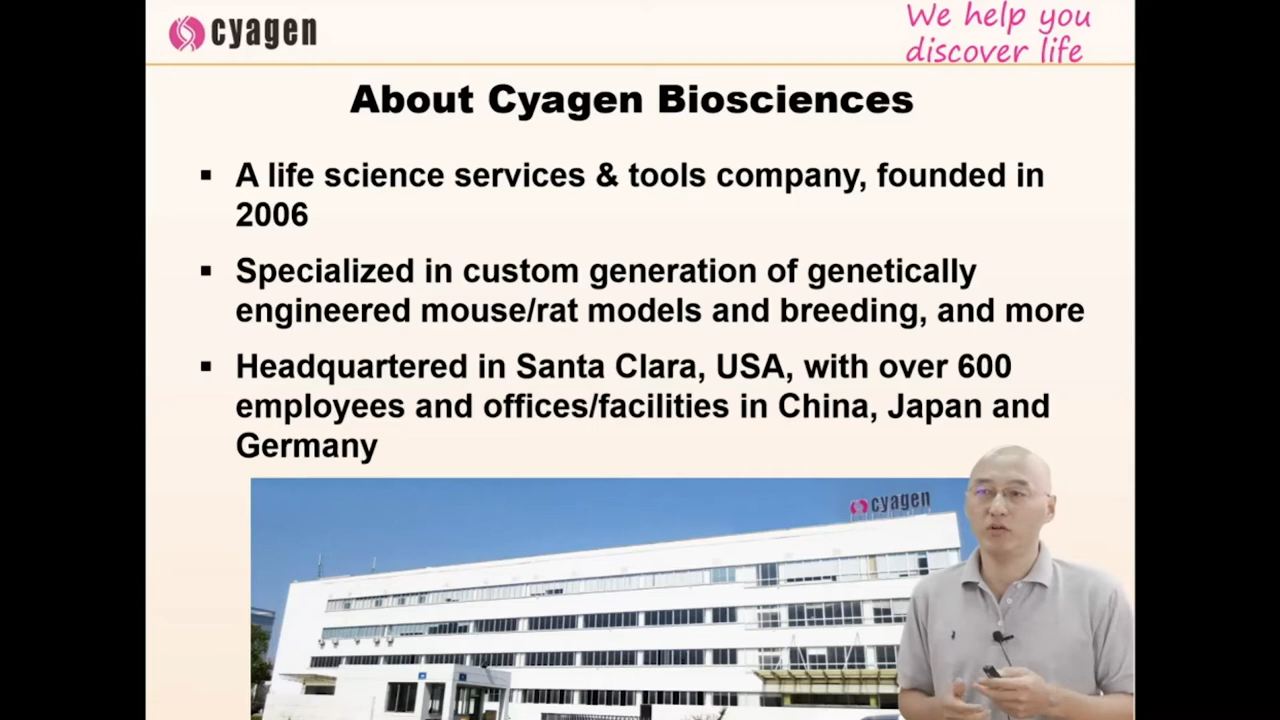 cyagen
We help you
discover life
About Cyagen Biosciences
▪ A life science services & tools company, founded in
2006
▪ Specialized in custom generation of genetically
engineered mouse/rat models and breeding, and more
▪ Headquartered in Santa Clara, USA, with over 600
employees and offices/facilities in China, Japan and
Germany
cyagen